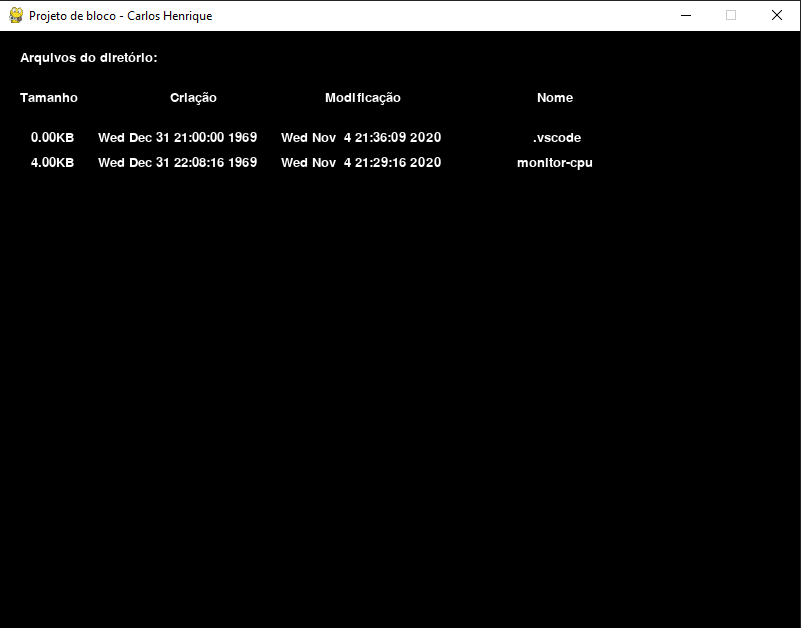 Projeto de bloco - Carlos Henrique
Arquivos do diretório:
Tamanho Criação Modificação Nome
0.00KB Wed Dec 31 21:00:00 1969 Wed Nov  4 21:36:09 2020 .vscode
4.00KB Wed Dec 31 22:08:16 1969 Wed Nov  4 21:29:16 2020 monitor-cpu